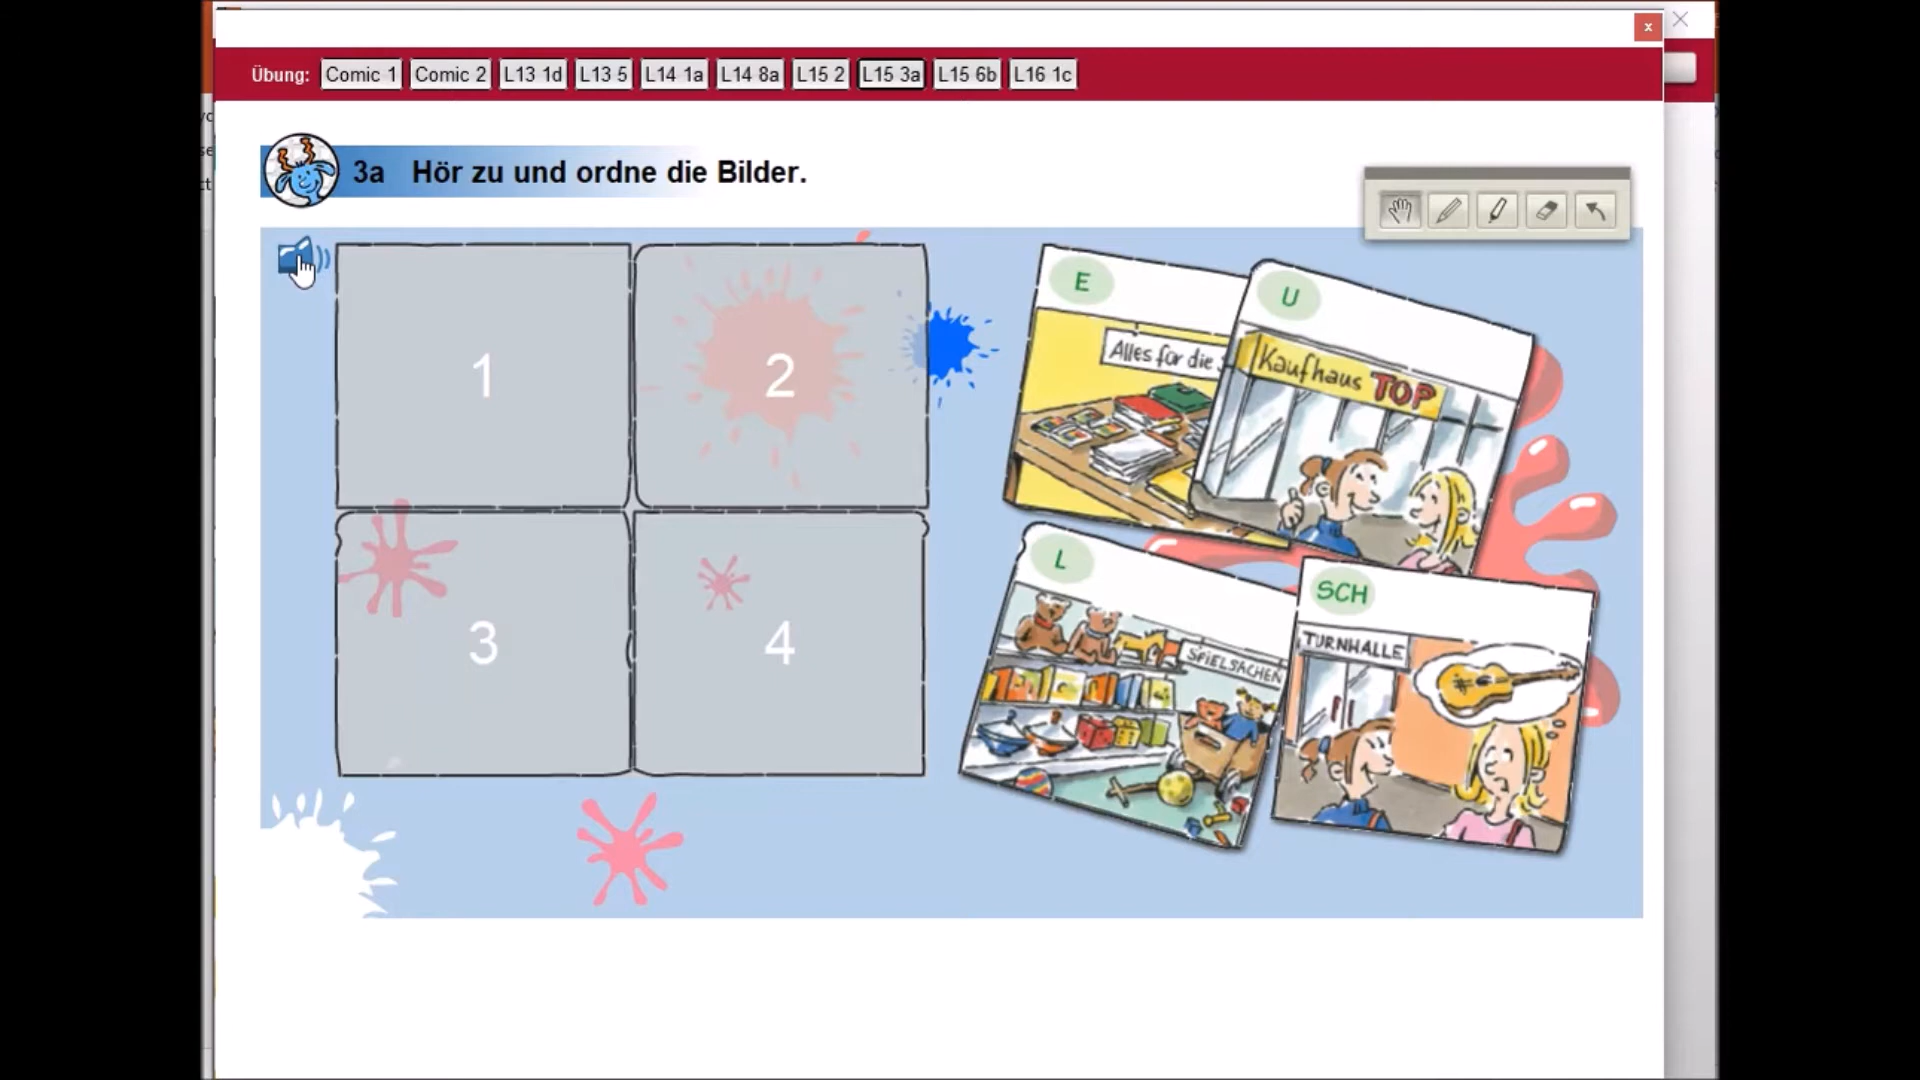 x
Übung: Comic 1 Comic 2 L13 1d L13 5 L14 1a L14 8a L15 2 L15 3a L15 6b L16 1c
3a Hör zu und ordne die Bilder.
1
2
3
4
E
Alles für die
U
Kaufhaus TOP
L
SPIELSACHEN
SCH
TURNHALLE